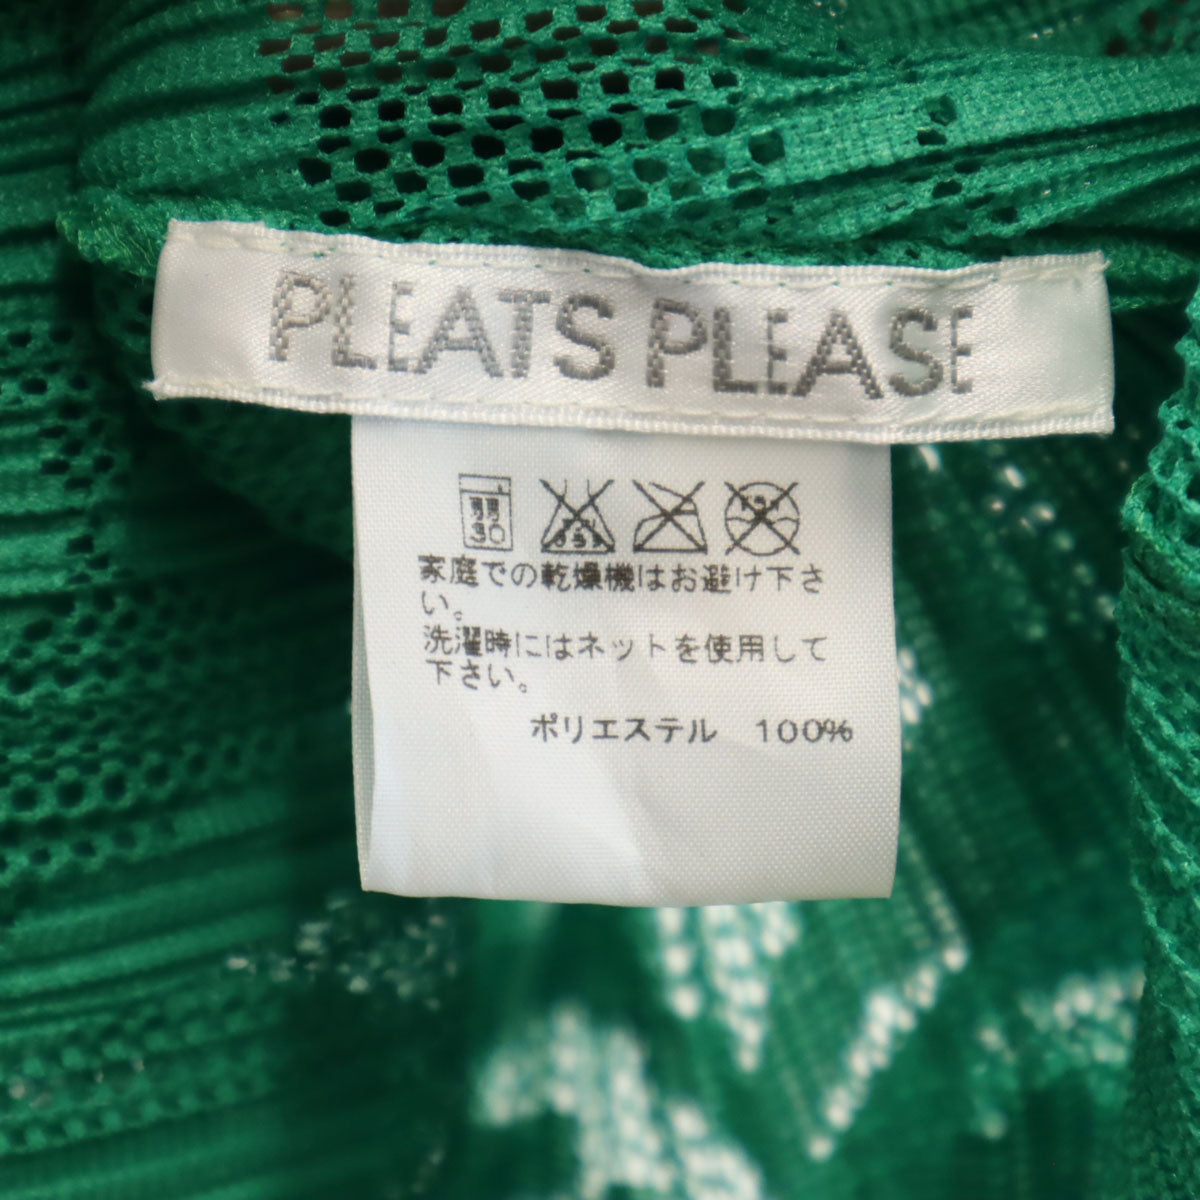 PLEATS PLEASE
弱 30
家庭での乾燥機はお避け下さ
い。
洗濯時にはネットを使用して
下さい。
ポリエステル 100%